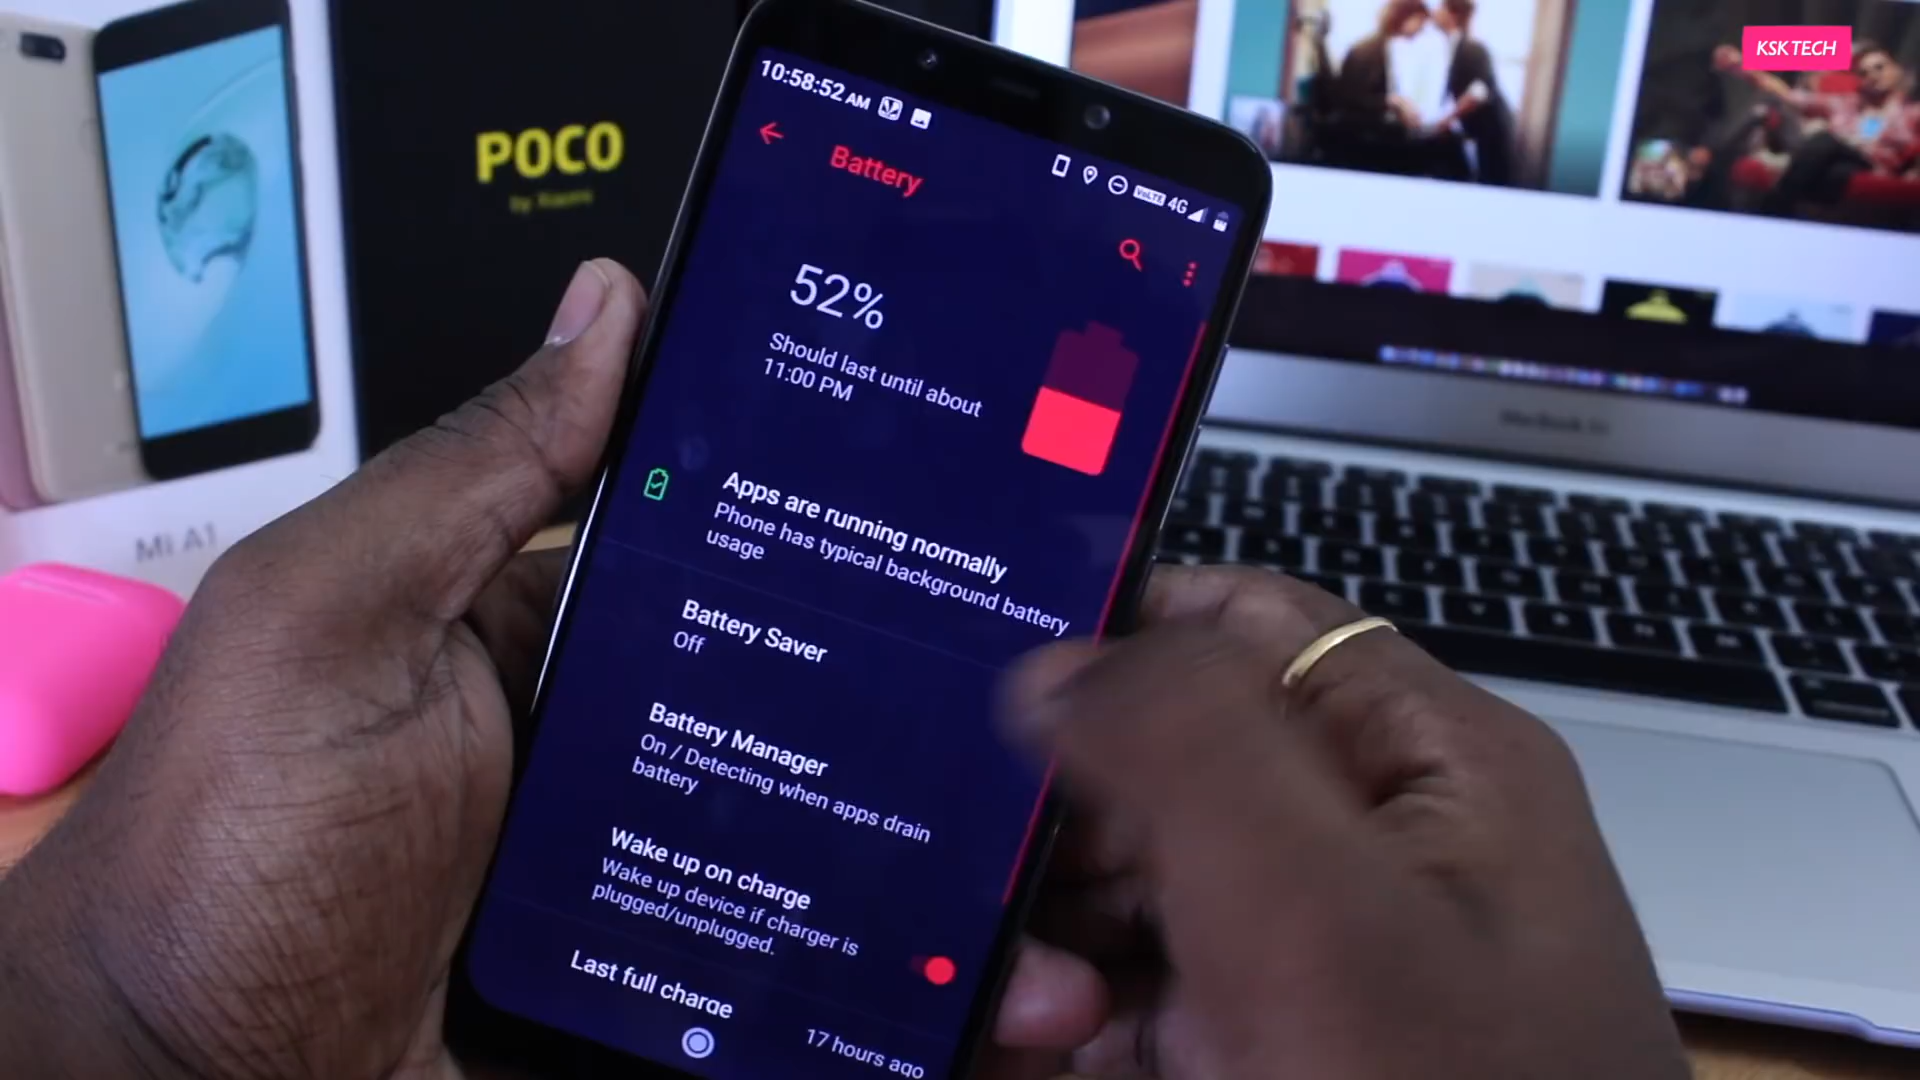 KSK TECH
POCO
by Xiaomi
Mi A1
10:58:52 AM
VoLTE 4G
Battery
52%
Should last until about
11:00 PM
Apps are running normally
Phone has typical background battery
usage
Battery Saver
Off
Battery Manager
On / Detecting when apps drain
battery
Wake up on charge
Wake up device if charger is
plugged/unplugged.
Last full charge
17 hours ago